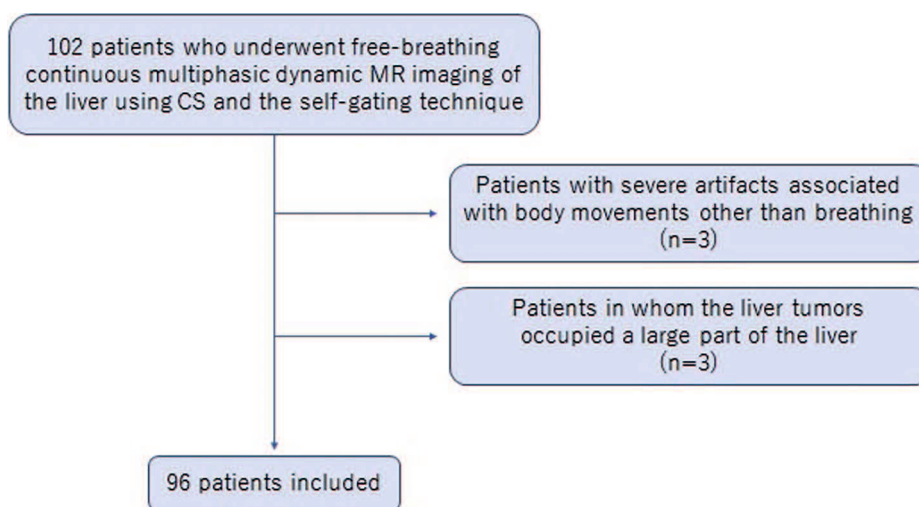 102 patients who underwent free-breathing
continuous multiphasic dynamic MR imaging of
the liver using CS and the self-gating technique
Patients with severe artifacts associated
with body movements other than breathing
(n=3)
Patients in whom the liver tumors
occupied a large part of the liver
(n=3)
96 patients included